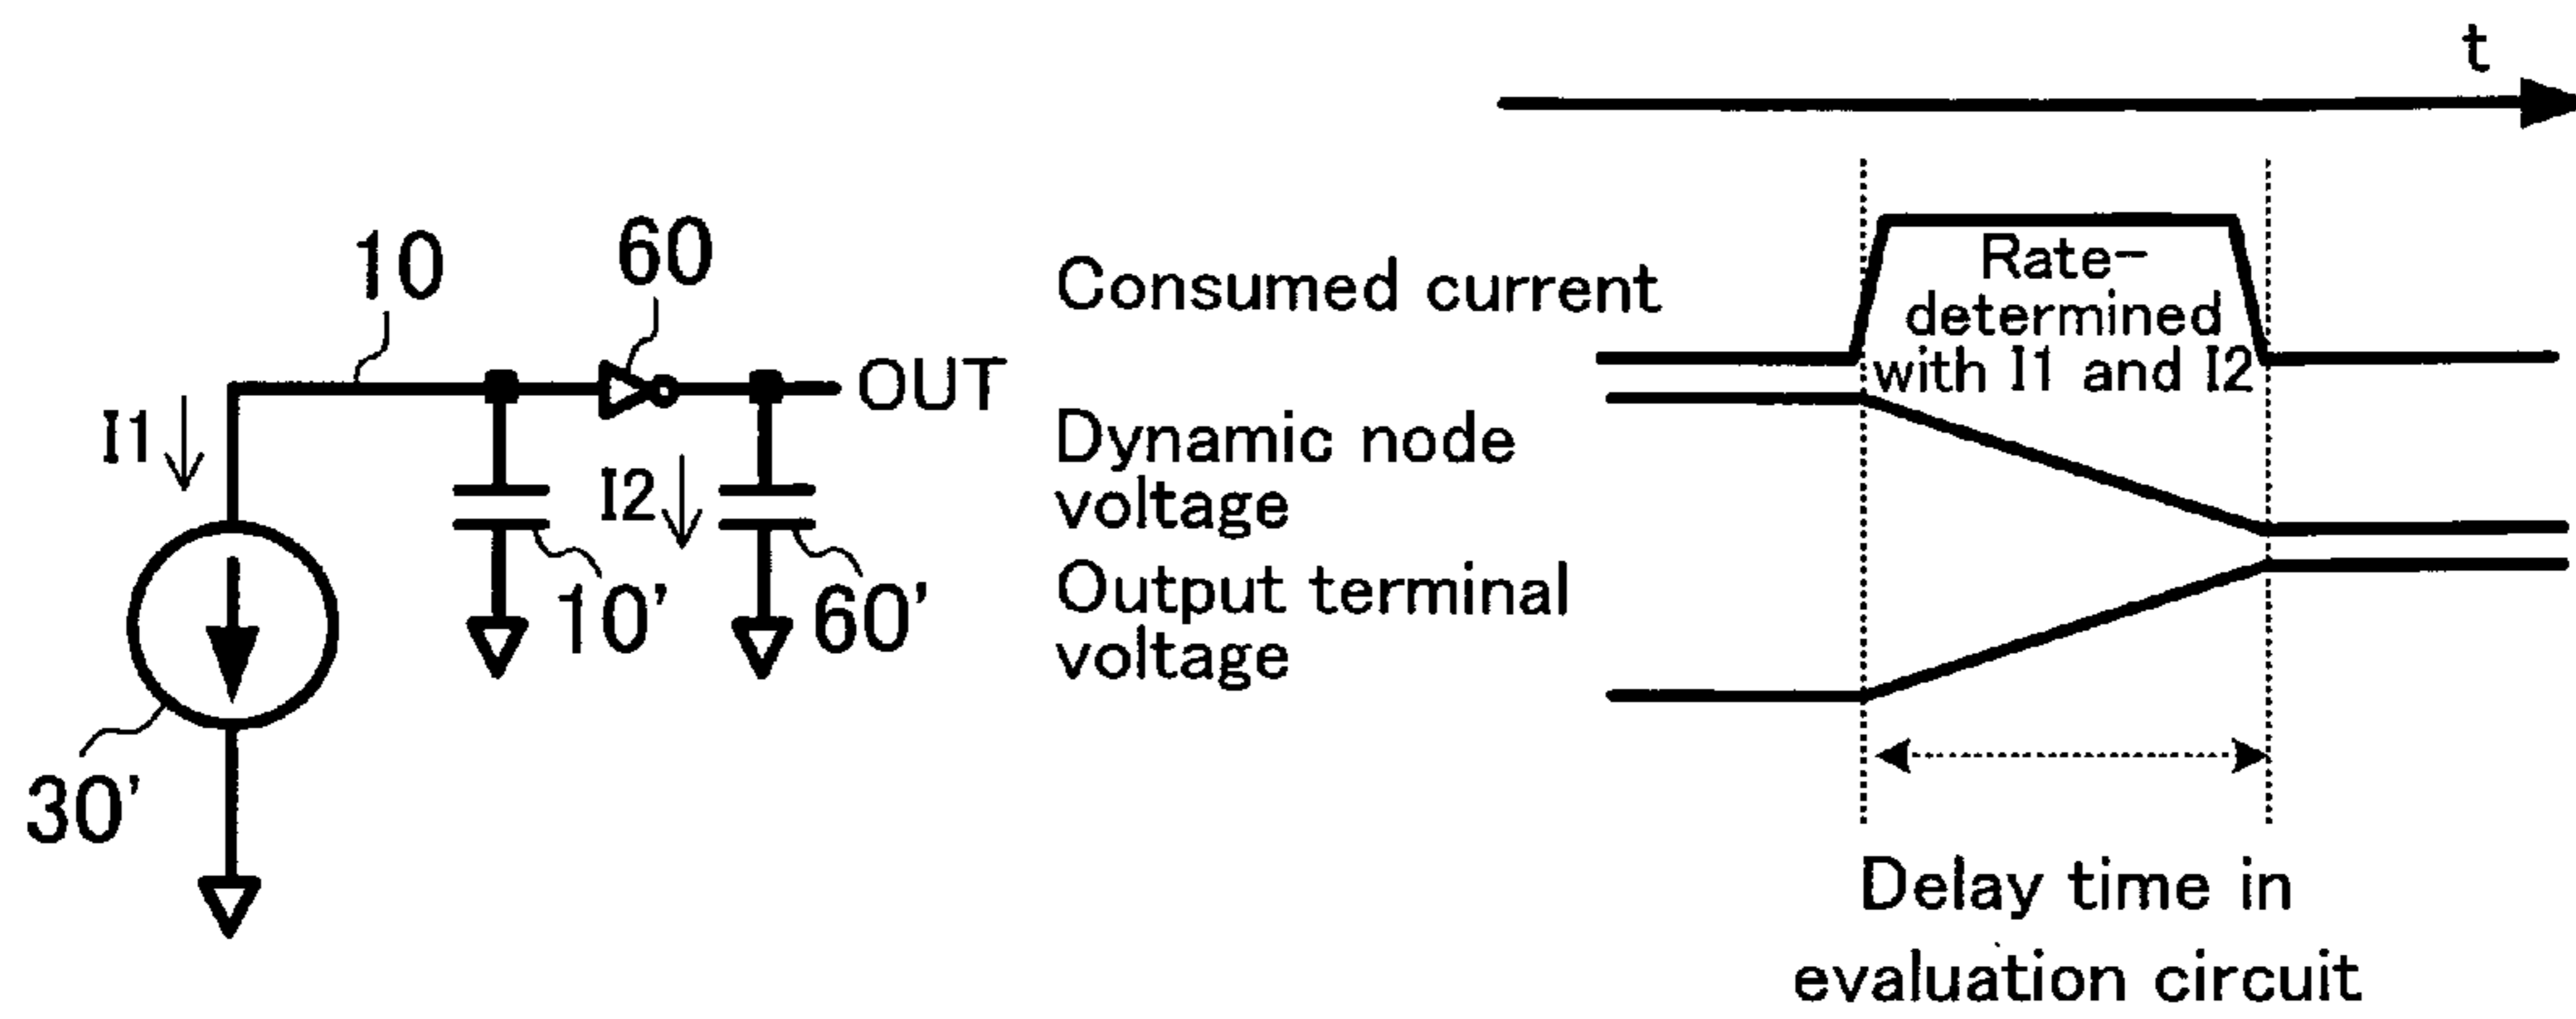 t
10
60
I1
OUT
I2
10'
60'
30'
Consumed current
Rate-
determined
with I1 and I2
Dynamic node
voltage
Output terminal
voltage
Delay time in
evaluation circuit